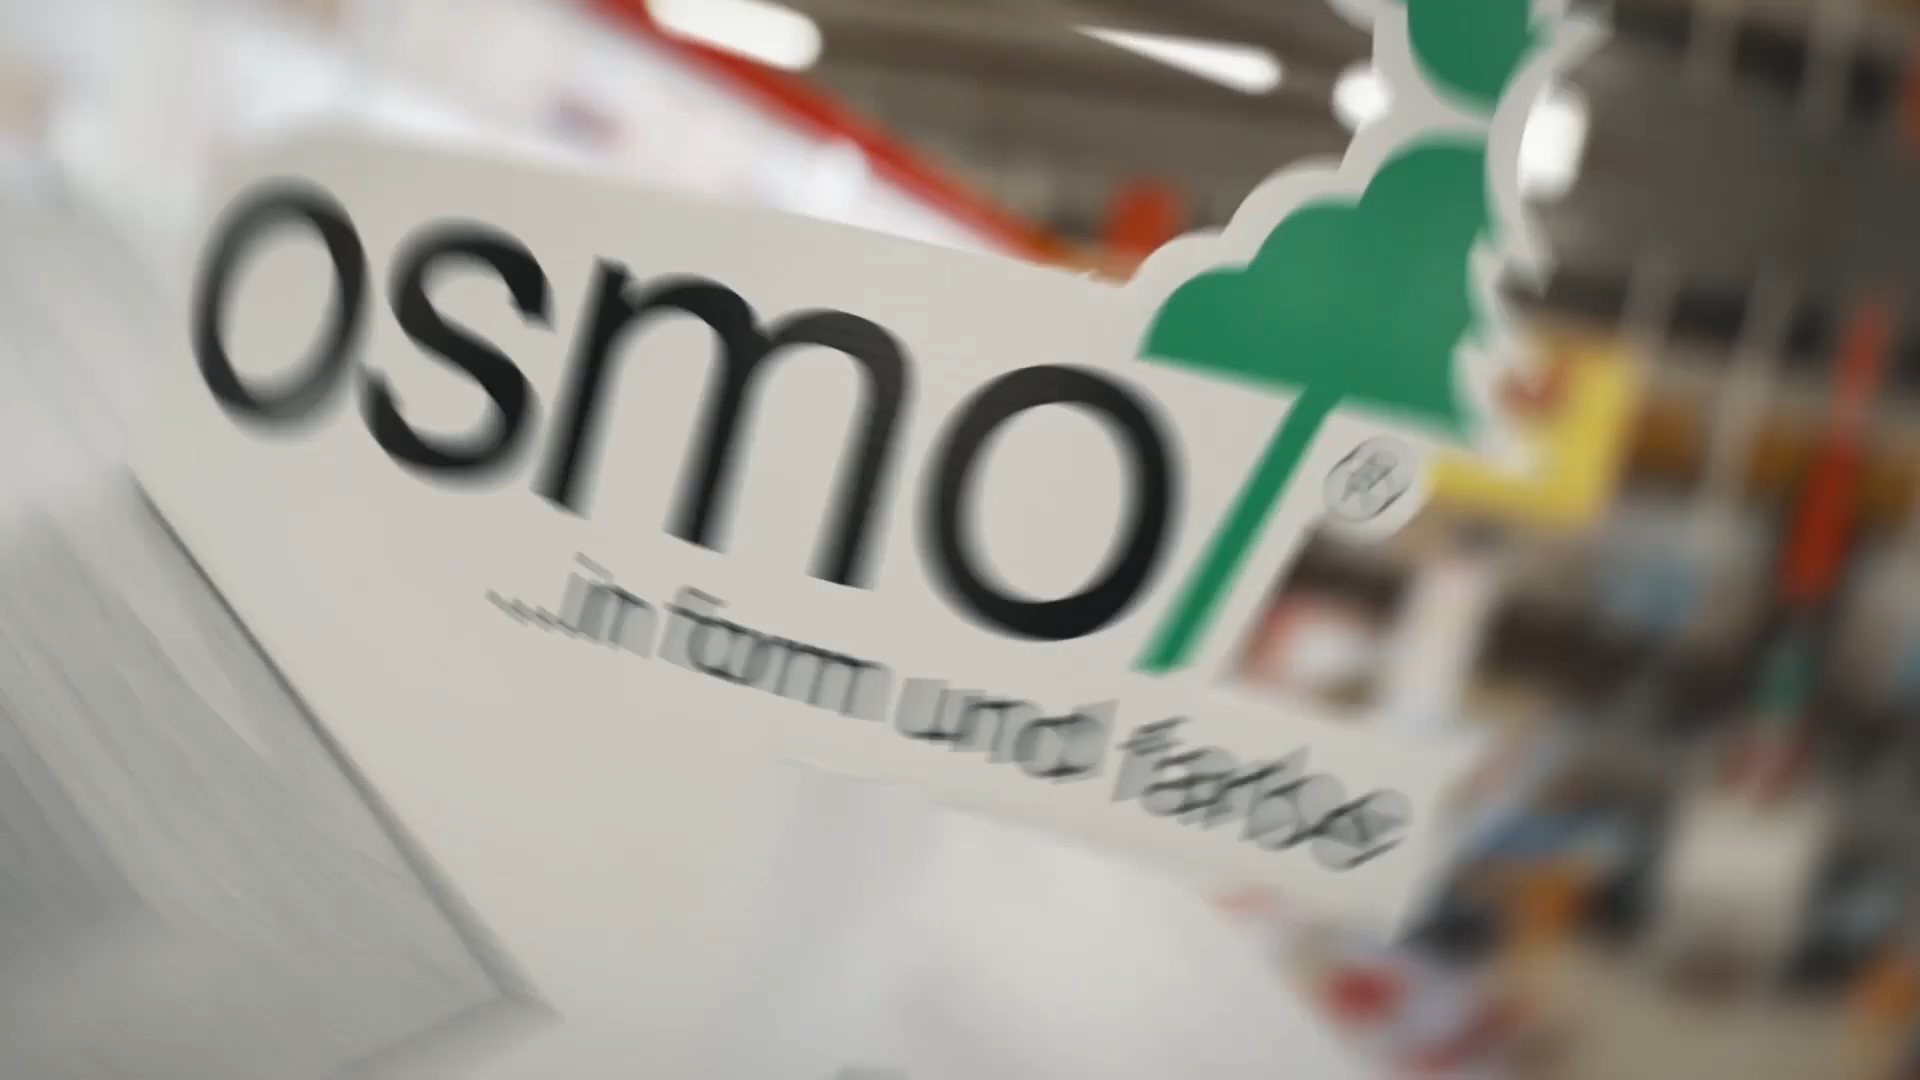 osmo
®
...in form und farbe